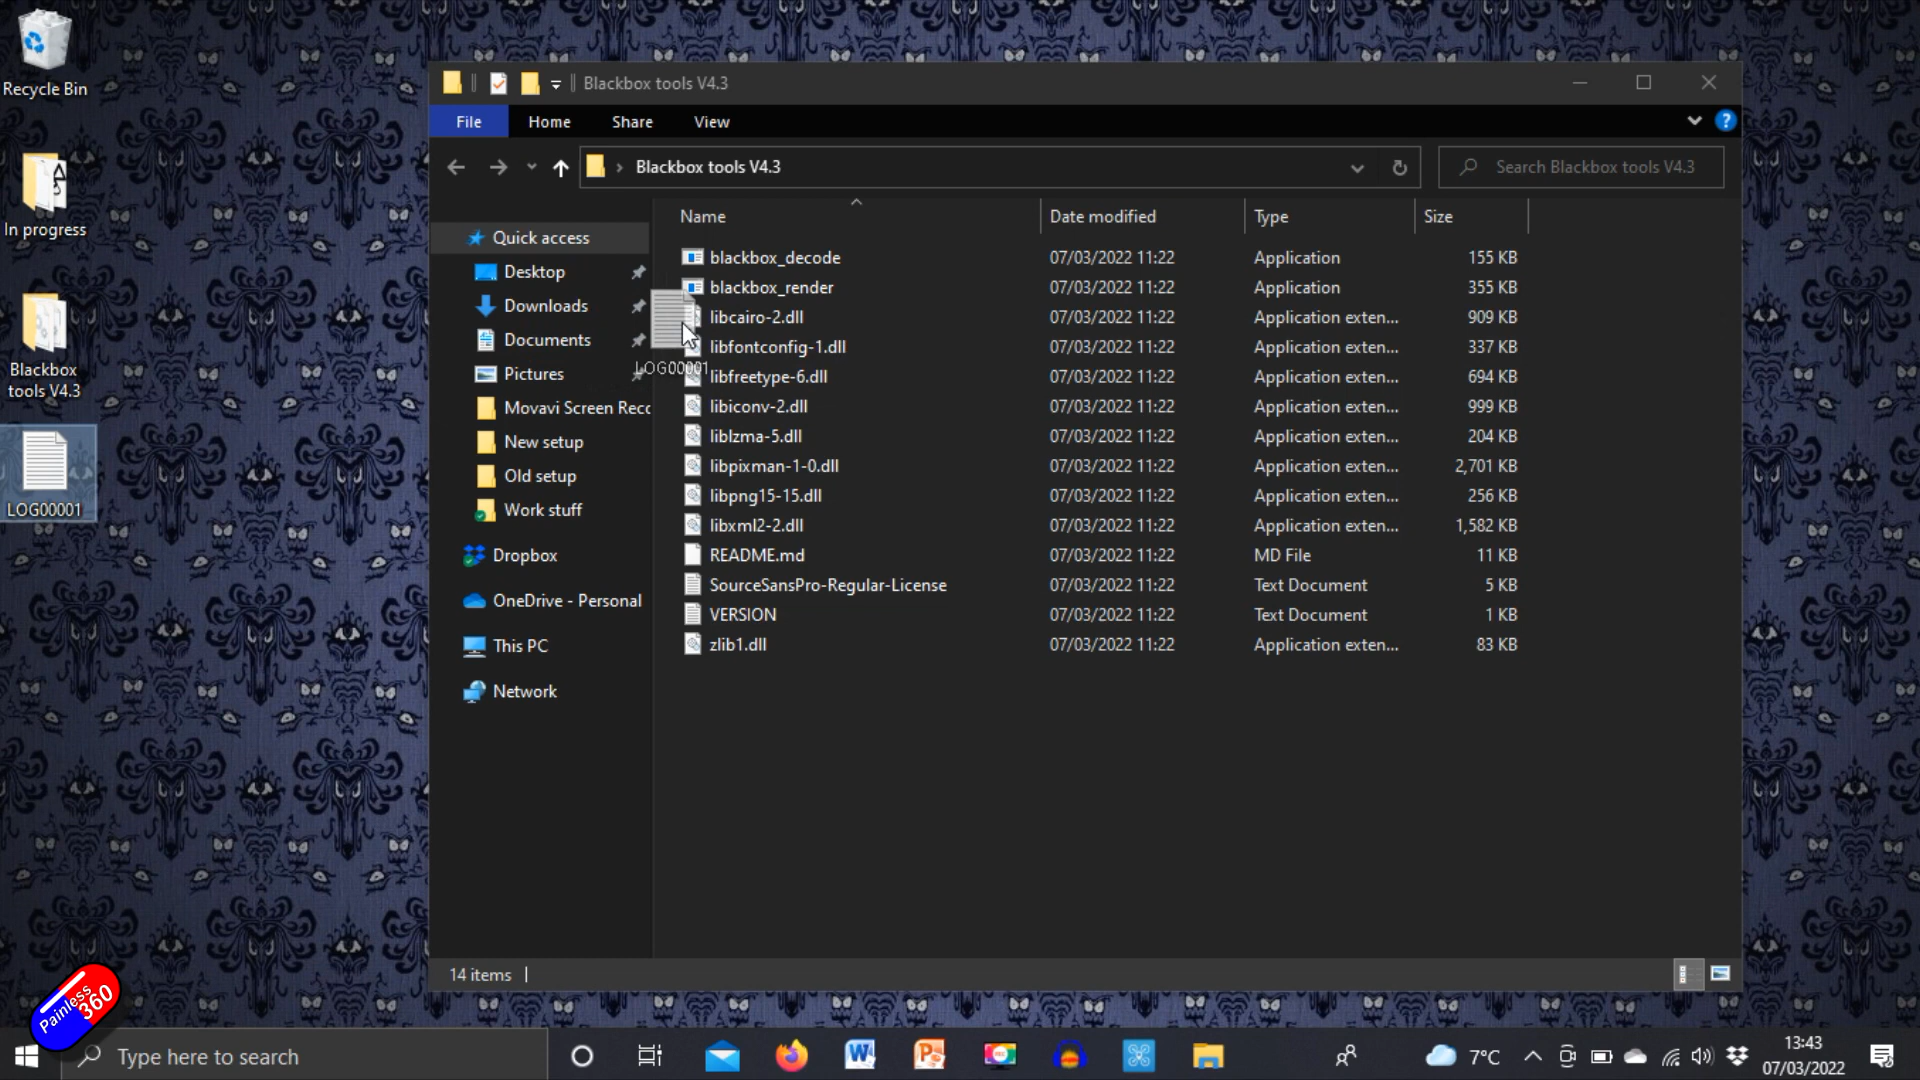 Recycle Bin
In progress
Blackbox
tools V4.3
LOG00001
Blackbox tools V4.3
File Home Share View
Blackbox tools V4.3
Search Blackbox tools V4.3
Quick access
Desktop
Downloads
Documents
Pictures
Movavi Screen Recc
New setup
Old setup
Work stuff
Dropbox
OneDrive - Personal
This PC
Network
LOG00001
Name Date modified Type Size
blackbox_decode 07/03/2022 11:22 Application 155 KB
blackbox_render 07/03/2022 11:22 Application 355 KB
libcairo-2.dll 07/03/2022 11:22 Application exten... 909 KB
libfontconfig-1.dll 07/03/2022 11:22 Application exten... 337 KB
libfreetype-6.dll 07/03/2022 11:22 Application exten... 694 KB
libiconv-2.dll 07/03/2022 11:22 Application exten... 999 KB
liblzma-5.dll 07/03/2022 11:22 Application exten... 204 KB
libpixman-1-0.dll 07/03/2022 11:22 Application exten... 2,701 KB
libpng15-15.dll 07/03/2022 11:22 Application exten... 256 KB
libxml2-2.dll 07/03/2022 11:22 Application exten... 1,582 KB
README.md 07/03/2022 11:22 MD File 11 KB
SourceSansPro-Regular-License 07/03/2022 11:22 Text Document 5 KB
VERSION 07/03/2022 11:22 Text Document 1 KB
zlib1.dll 07/03/2022 11:22 Application exten... 83 KB
14 items
Painless
360
Type here to search
7°C
13:43
07/03/2022